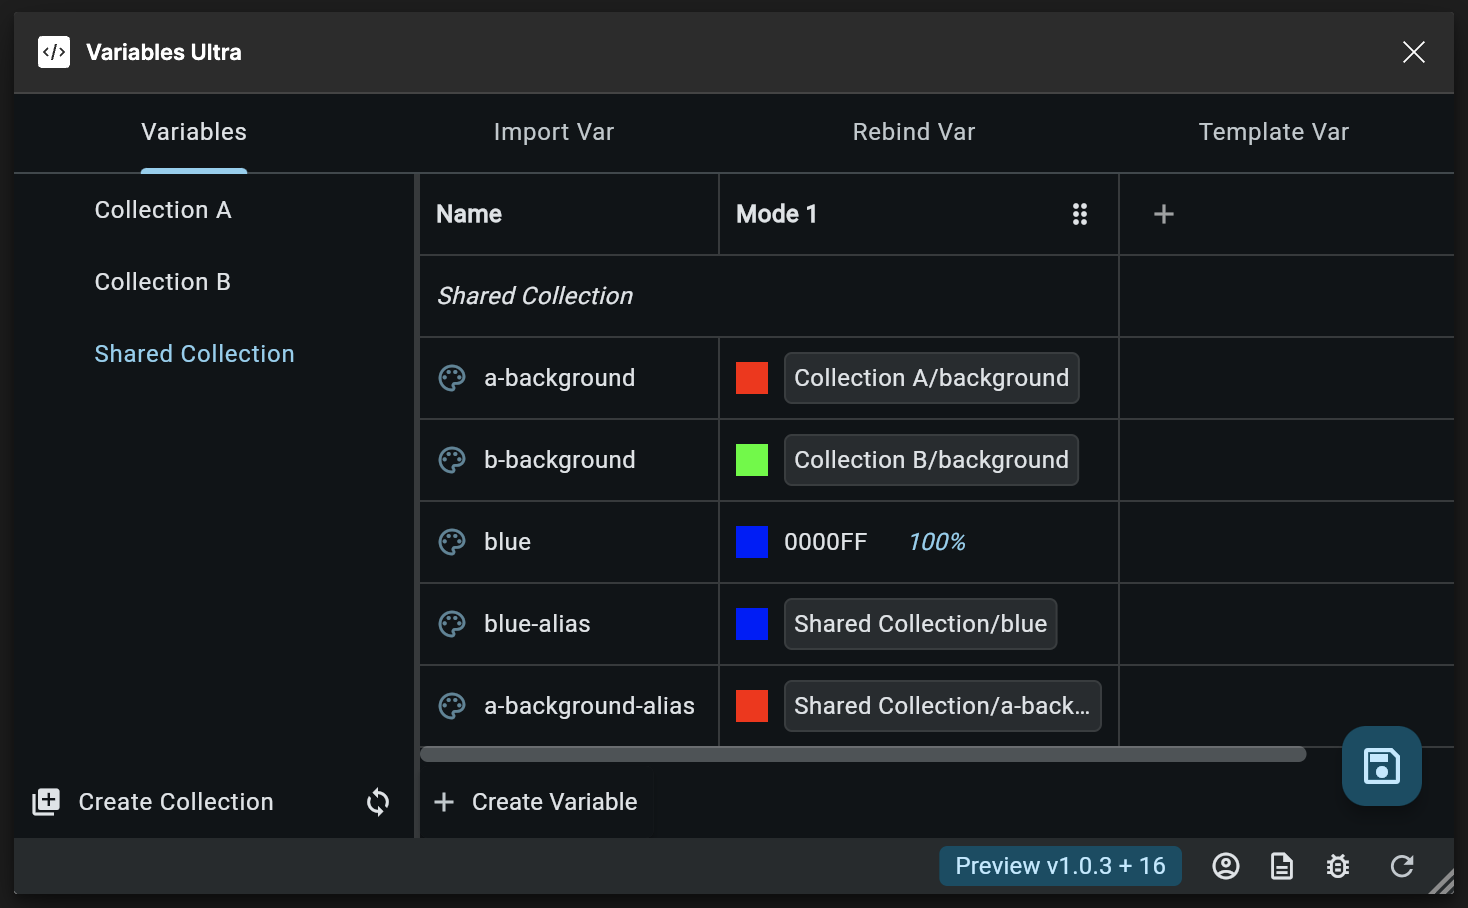 Variables Ultra
Variables
Import Var
Rebind Var
Template Var
Collection A
Collection B
Shared Collection
Name
Mode 1
Shared Collection
a-background
Collection A/background
b-background
Collection B/background
blue
0000FF
100%
blue-alias
Shared Collection/blue
a-background-alias
Shared Collection/a-back...
Create Collection
Create Variable
Preview v1.0.3 + 16